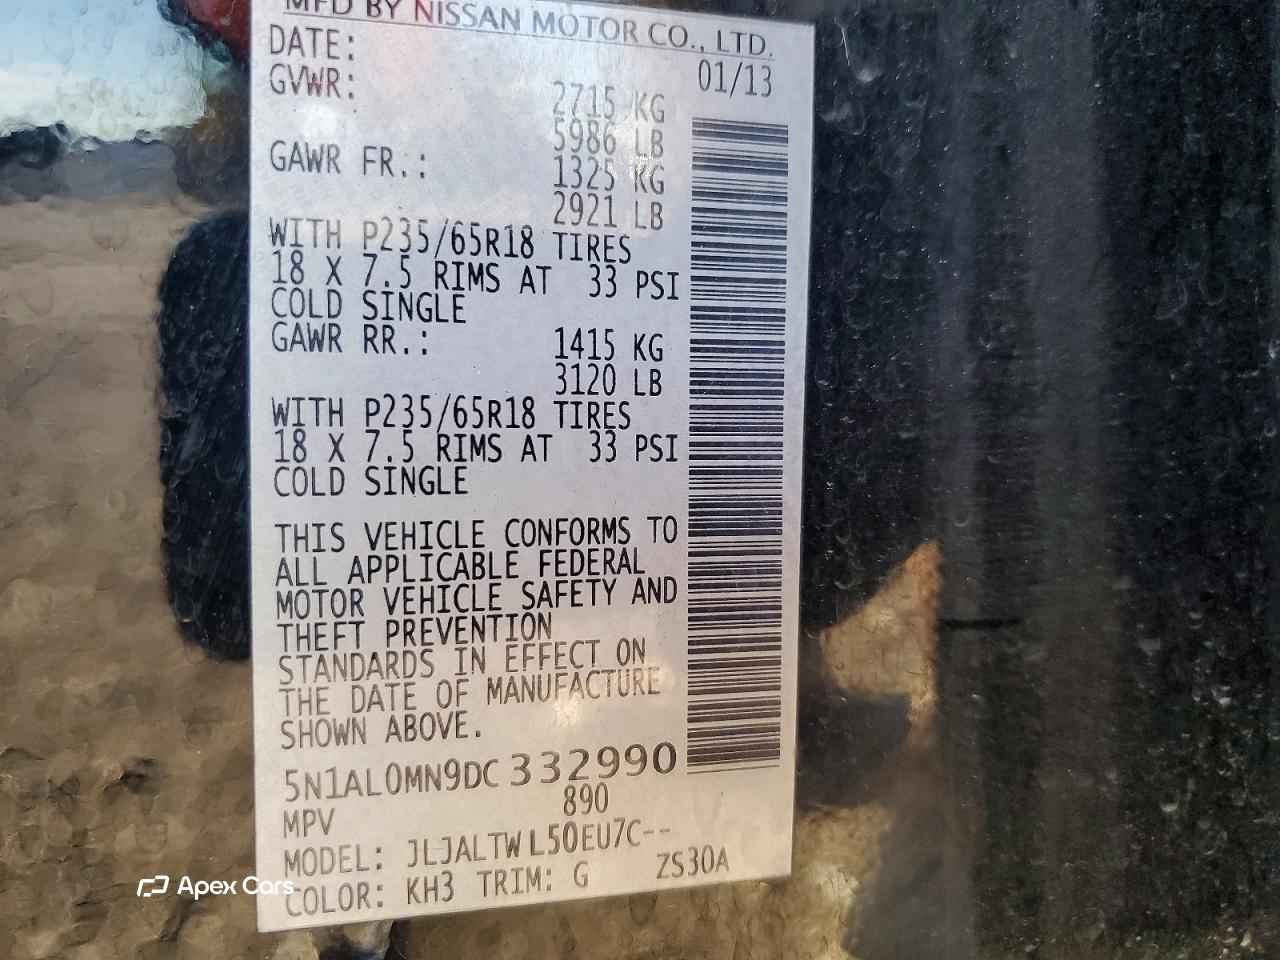 MFD BY NISSAN MOTOR CO., LTD.
DATE: 01/13
GVWR: 2715 KG
5986 LB
GAWR FR.: 1325 KG
2921 LB
WITH P235/65R18 TIRES
18 X 7.5 RIMS AT 33 PSI
COLD SINGLE
GAWR RR.: 1415 KG
3120 LB
WITH P235/65R18 TIRES
18 X 7.5 RIMS AT 33 PSI
COLD SINGLE
THIS VEHICLE CONFORMS TO
ALL APPLICABLE FEDERAL
MOTOR VEHICLE SAFETY AND
THEFT PREVENTION
STANDARDS IN EFFECT ON
THE DATE OF MANUFACTURE
SHOWN ABOVE.
5N1AL0MN9DC332990
MPV 890
MODEL: JLJALTWL50EU7C--
COLOR: KH3 TRIM: G ZS30A
Apex Cars